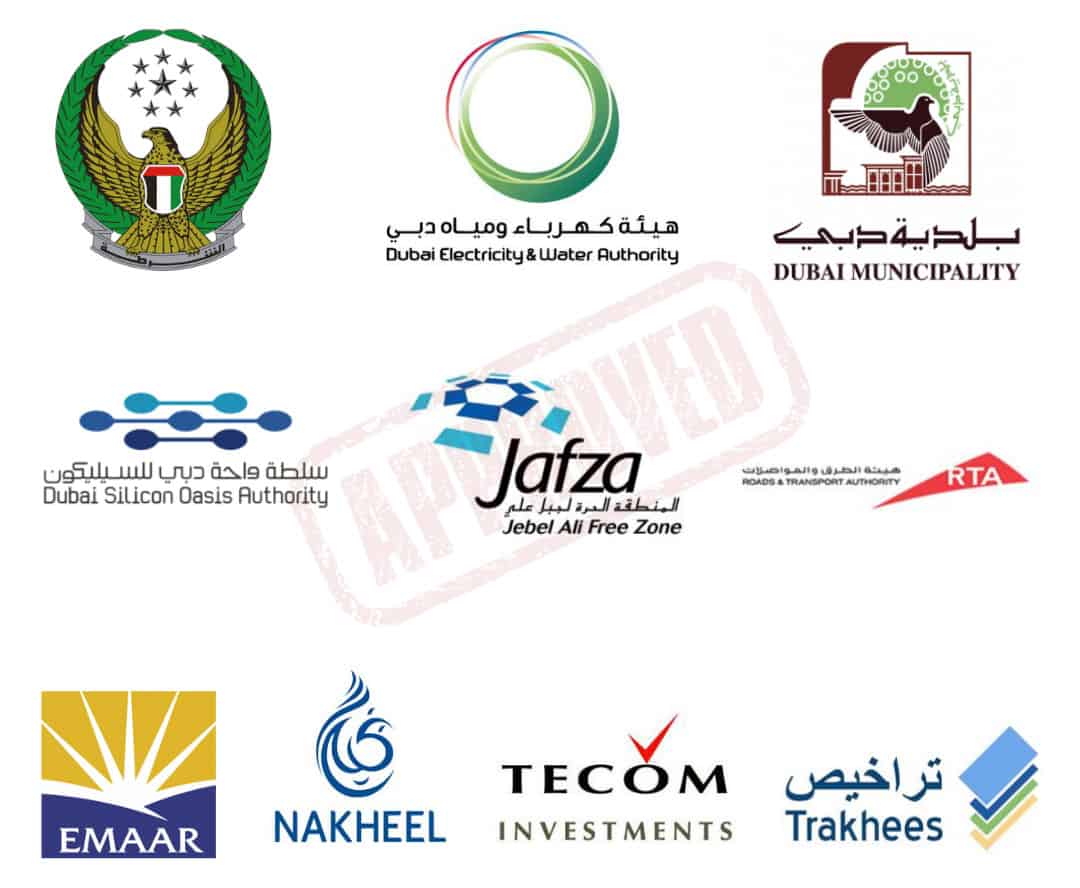 الشرطة
هيئة كهرباء ومياه دبي
Dubai Electricity & Water Authority
بلدية دبي
DUBAI MUNICIPALITY
سلطة واحة دبي للسيليكون
Dubai Silicon Oasis Authority
APPROVED
Jafza
المنطقة الحرة لجبل علي
Jebel Ali Free Zone
هيئة الطرق والمواصلات
ROADS & TRANSPORT AUTHORITY
RTA
EMAAR
NAKHEEL
TECOM
INVESTMENTS
تراخيص
Trakhees